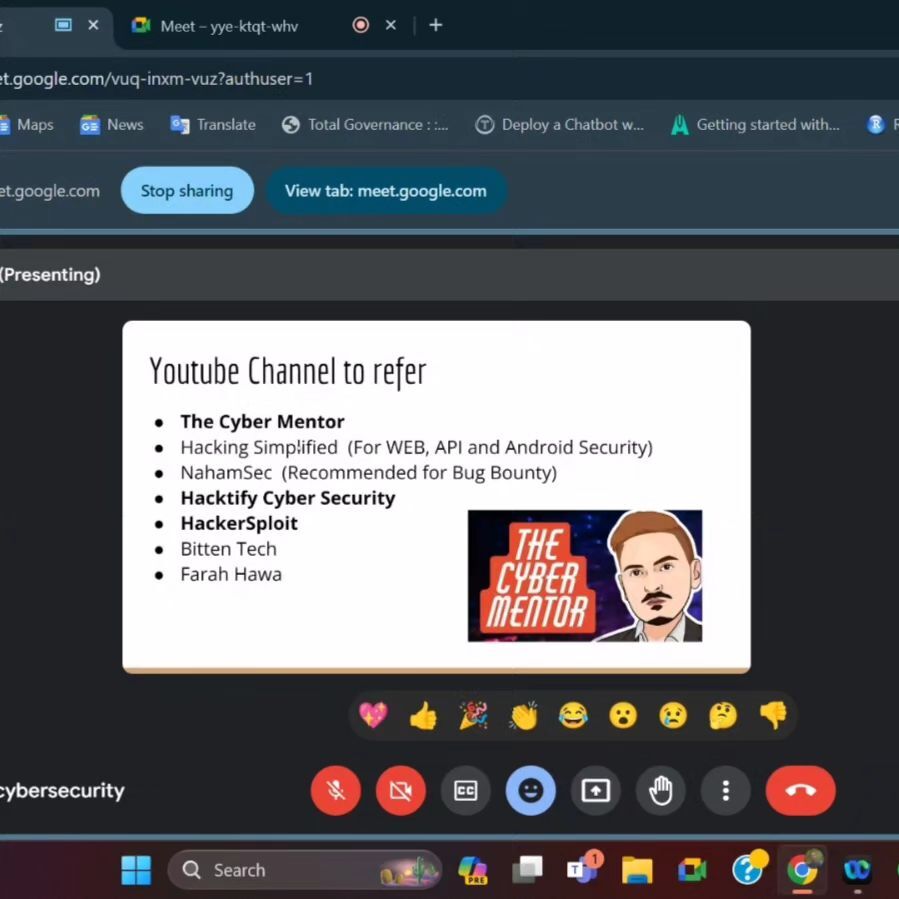 Meet – yye-ktqt-whv
et.google.com/vuq-inxm-vuz?authuser=1
Maps News Translate Total Governance : :... Deploy a Chatbot w... Getting started with...
et.google.com Stop sharing View tab: meet.google.com
(Presenting)
Youtube Channel to refer
● The Cyber Mentor
● Hacking Simplified (For WEB, API and Android Security)
● NahamSec (Recommended for Bug Bounty)
● Hacktify Cyber Security
● HackerSploit
● Bitten Tech
● Farah Hawa
THE
CYBER
MENTOR
cybersecurity
CC
Search PRE T 1